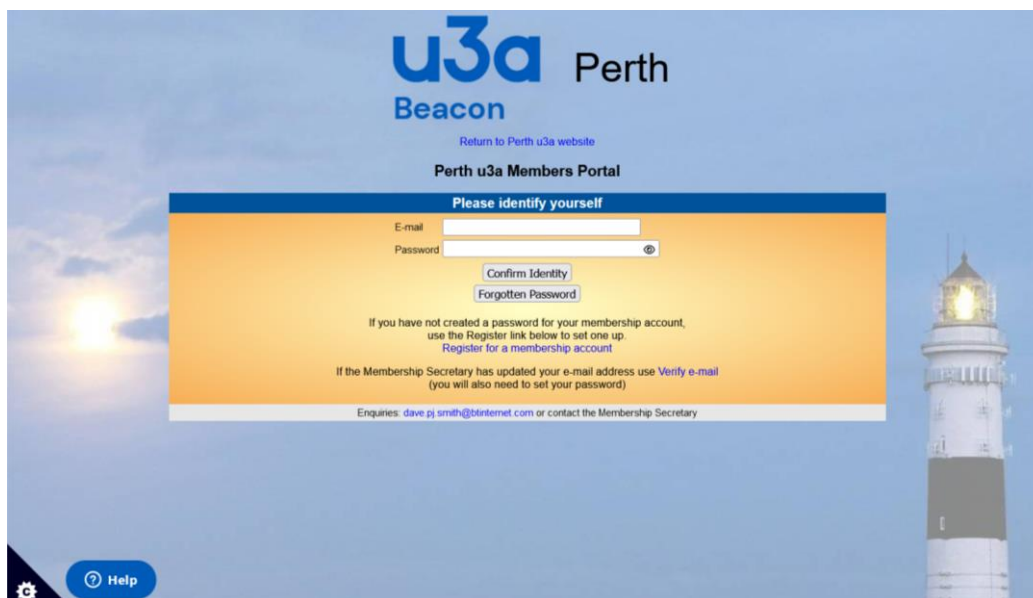 u3a Perth
Beacon
Return to Perth u3a website
Perth u3a Members Portal
Please identify yourself
E-mail
Password
Confirm Identity
Forgotten Password
If you have not created a password for your membership account,
use the Register link below to set one up.
Register for a membership account
If the Membership Secretary has updated your e-mail address use Verify e-mail
(you will also need to set your password)
Enquiries: dave.pj.smith@btinternet.com or contact the Membership Secretary
Help